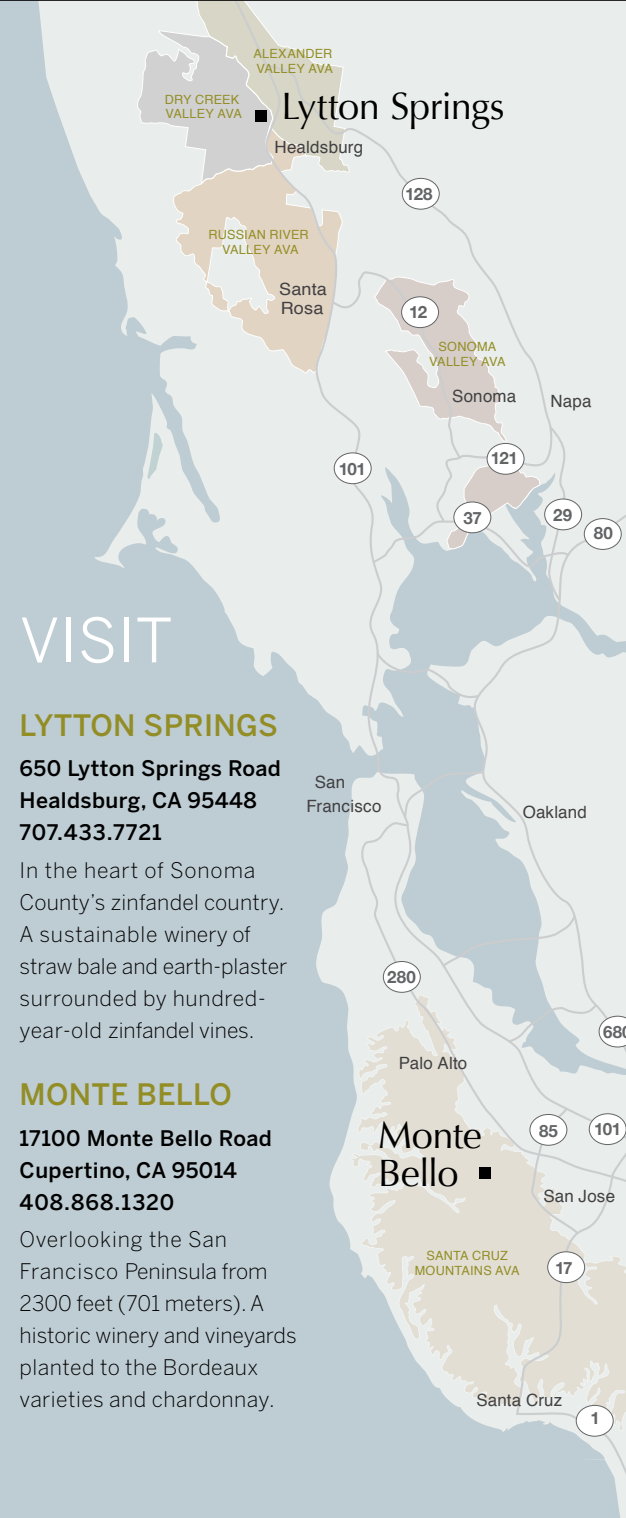 ALEXANDER
VALLEY AVA
DRY CREEK
VALLEY AVA
Lytton Springs
Healdsburg
128
RUSSIAN RIVER
VALLEY AVA
Santa
Rosa
12
SONOMA
VALLEY AVA
Sonoma
Napa
121
101
37
29
80
VISIT
LYTTON SPRINGS
650 Lytton Springs Road
Healdsburg, CA 95448
707.433.7721
In the heart of Sonoma
County's zinfandel country.
A sustainable winery of
straw bale and earth-plaster
surrounded by hundred-
year-old zinfandel vines.
San
Francisco
Oakland
280
680
Palo Alto
MONTE BELLO
17100 Monte Bello Road
Cupertino, CA 95014
408.868.1320
Overlooking the San
Francisco Peninsula from
2300 feet (701 meters). A
historic winery and vineyards
planted to the Bordeaux
varieties and chardonnay.
Monte
Bello
85
101
San Jose
SANTA CRUZ
MOUNTAINS AVA
17
Santa Cruz
1